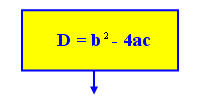 D = b² - 4ac